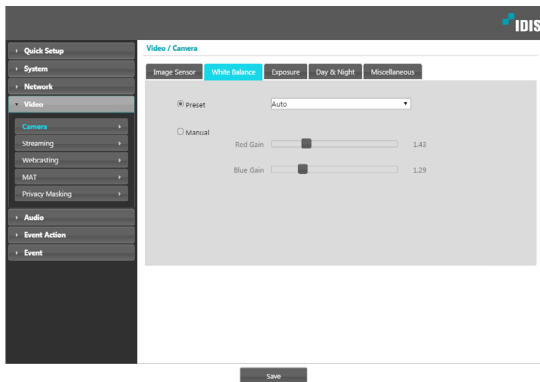 IDIS
Quick Setup
System
Network
Video
Camera
Streaming
Webcasting
MAT
Privacy Masking
Audio
Event Action
Event
Video / Camera
Image Sensor White Balance Exposure Day & Night Miscellaneous
Preset Auto
Manual
Red Gain 1.43
Blue Gain 1.29
Save